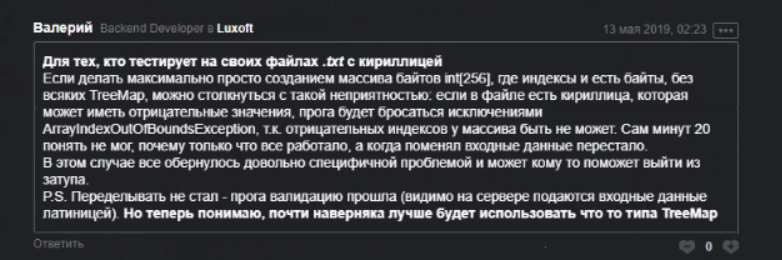 Валерий Backend Developer в Luxoft 13 мая 2019, 02:23
Для тех, кто тестирует на своих файлах .txt с кириллицей
Если делать максимально просто созданием массива байтов int[256], где индексы и есть байты, без
всяких TreeMap, можно столкнуться с такой неприятностью: если в файле есть кириллица, которая
может иметь отрицательные значения, прога будет бросаться исключениями
ArrayIndexOutOfBoundsException, т.к. отрицательных индексов у массива быть не может. Сам минут 20
понять не мог, почему только что все работало, а когда поменял входные данные перестало.
В этом случае все обернулось довольно специфичной проблемой и может кому то поможет выйти из
затупа.
P.S. Переделывать не стал - прога валидацию прошла (видимо на сервере подаются входные данные
латиницей). Но теперь понимаю, почти наверняка лучше будет использовать что то типа TreeMap
Ответить 0